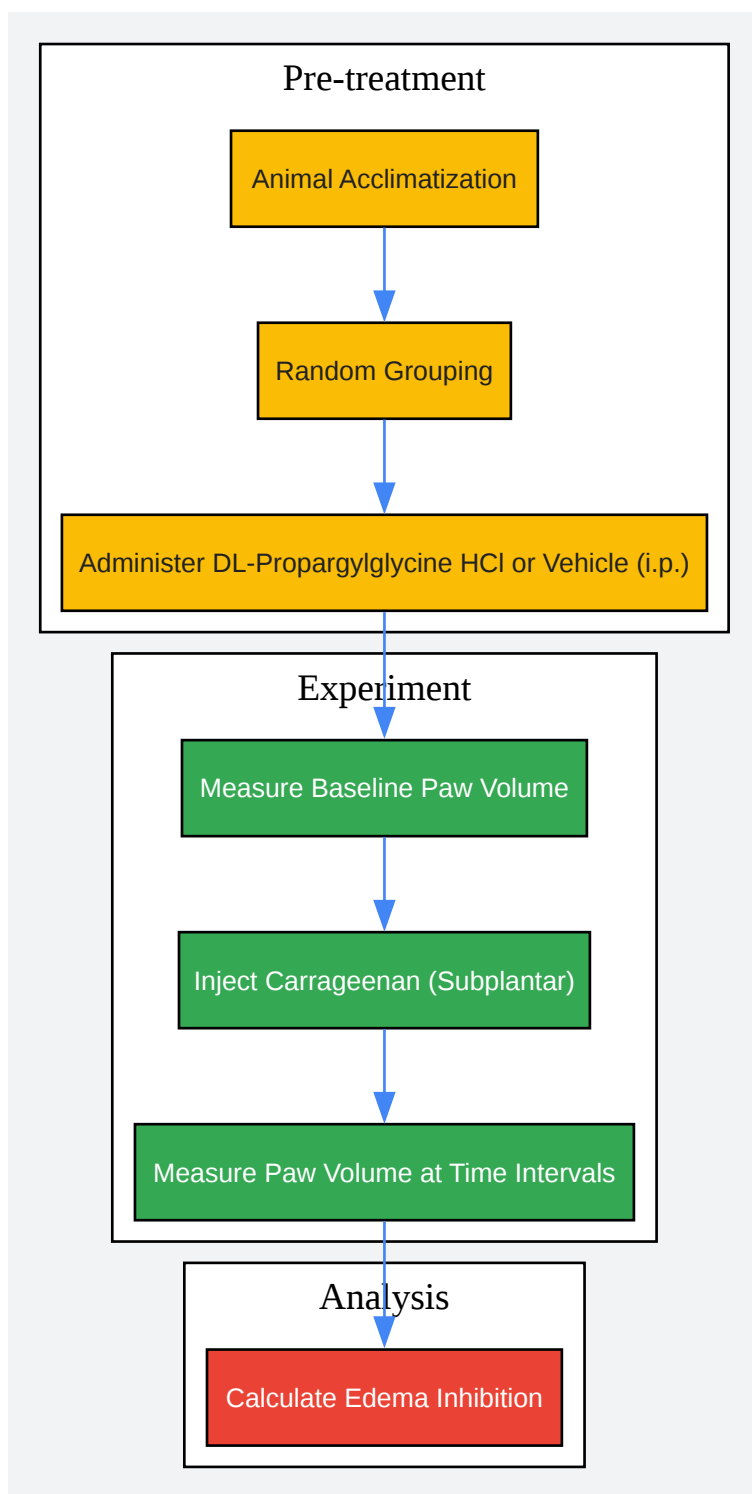 Pre-treatment
Animal Acclimatization
Random Grouping
Administer DL-Propargylglycine HCl or Vehicle (i.p.)
Experiment
Measure Baseline Paw Volume
Inject Carrageenan (Subplantar)
Measure Paw Volume at Time Intervals
Analysis
Calculate Edema Inhibition